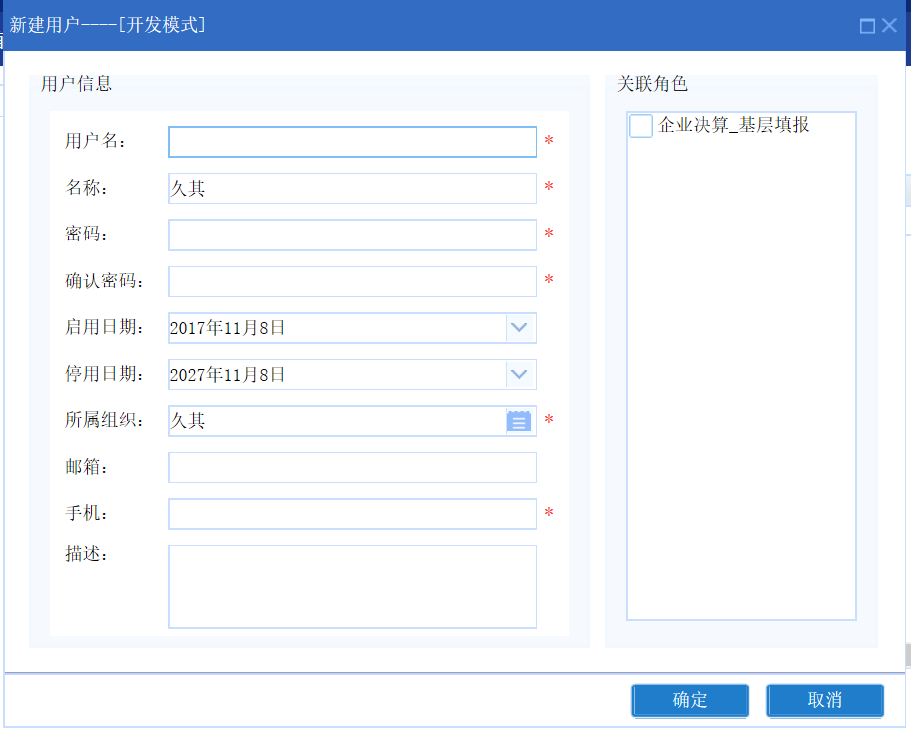 新建用户----[开发模式]
用户信息
用户名：
*
名称：
久其
*
密码：
*
确认密码：
*
启用日期：
2017年11月8日
停用日期：
2027年11月8日
所属组织：
久其
*
邮箱：
手机：
*
描述：
关联角色
企业决算_基层填报
确定
取消